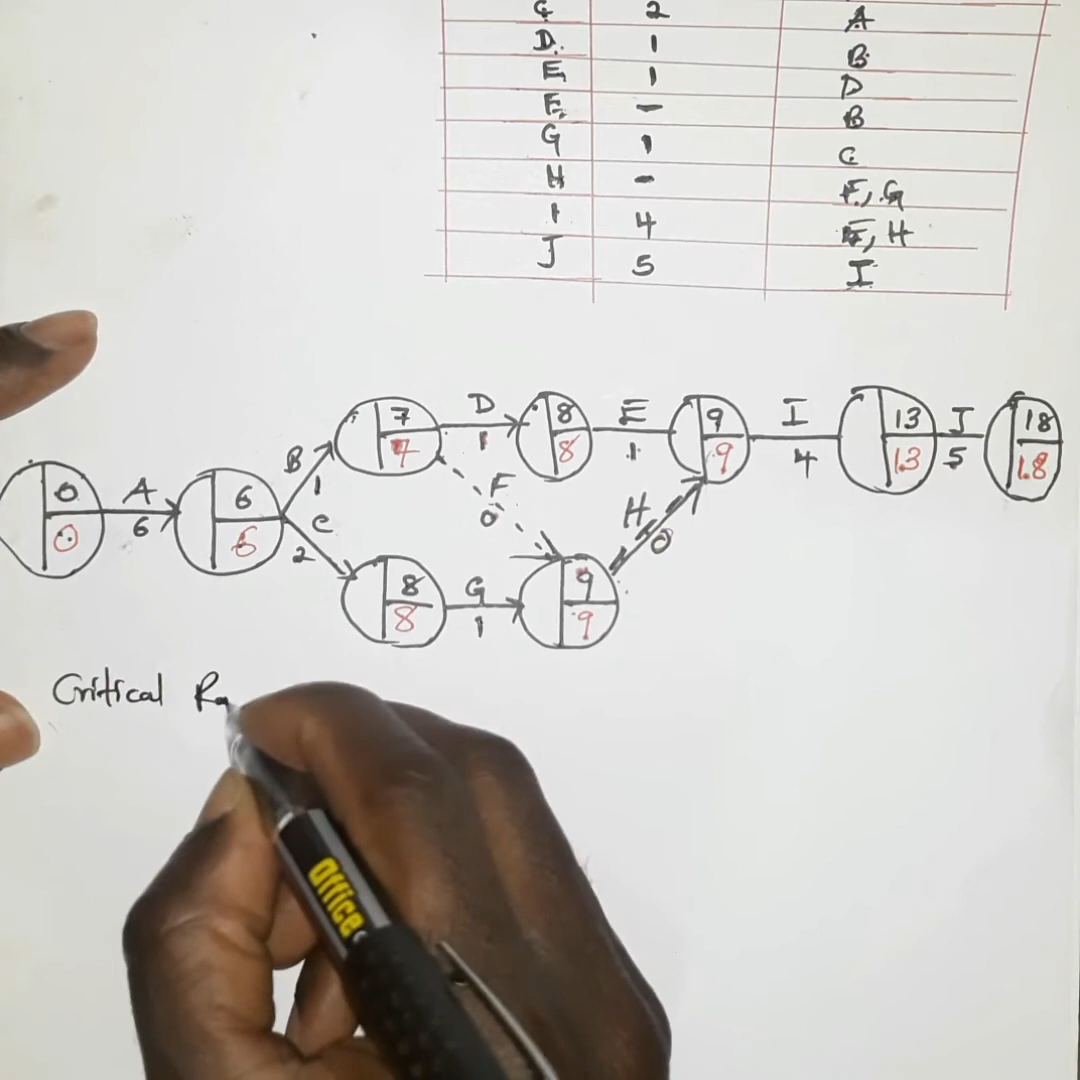 C 2 A
D 1 B
E 1 D
F - B
G 1 C
H - F, G
I 4 E, H
J 5 I
0 0
A 6
6 6
B 1
C 2
7 7
D 1
8 8
E 1
9 9
I 4
13 13
J 5
18 18
F 0
H 0
8 8
G 1
9 9
Critical
Office